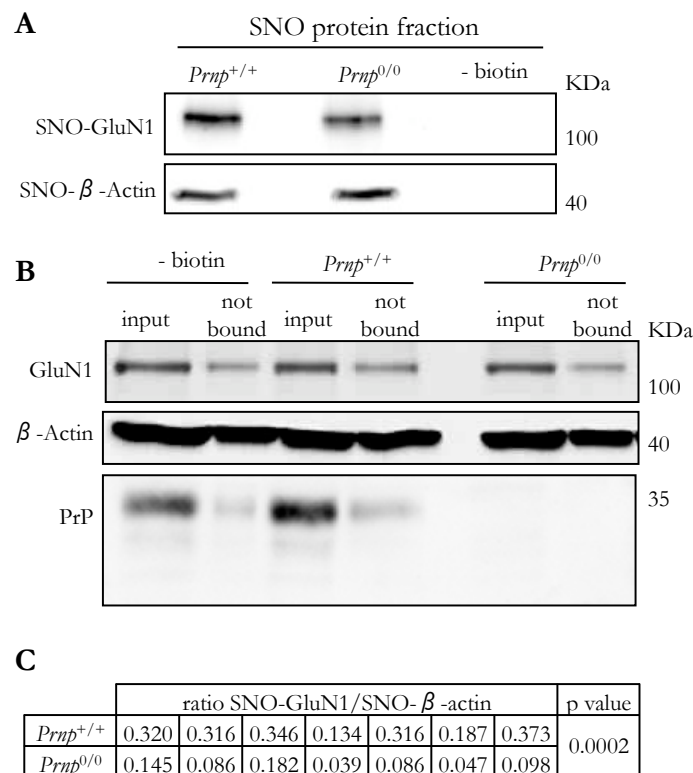 A
SNO protein fraction
Prnp+/+ Prnp0/0 - biotin
KDa
SNO-GluN1
100
SNO-β-Actin
40
B
- biotin Prnp+/+ Prnp0/0
input not bound input not bound input not bound
KDa
GluN1
100
β-Actin
40
35
PrP
C
ratio SNO-GluN1/SNO-β-actin p value
Prnp+/+ 0.320 0.316 0.346 0.134 0.316 0.187 0.373 0.0002
Prnp0/0 0.145 0.086 0.182 0.039 0.086 0.047 0.098